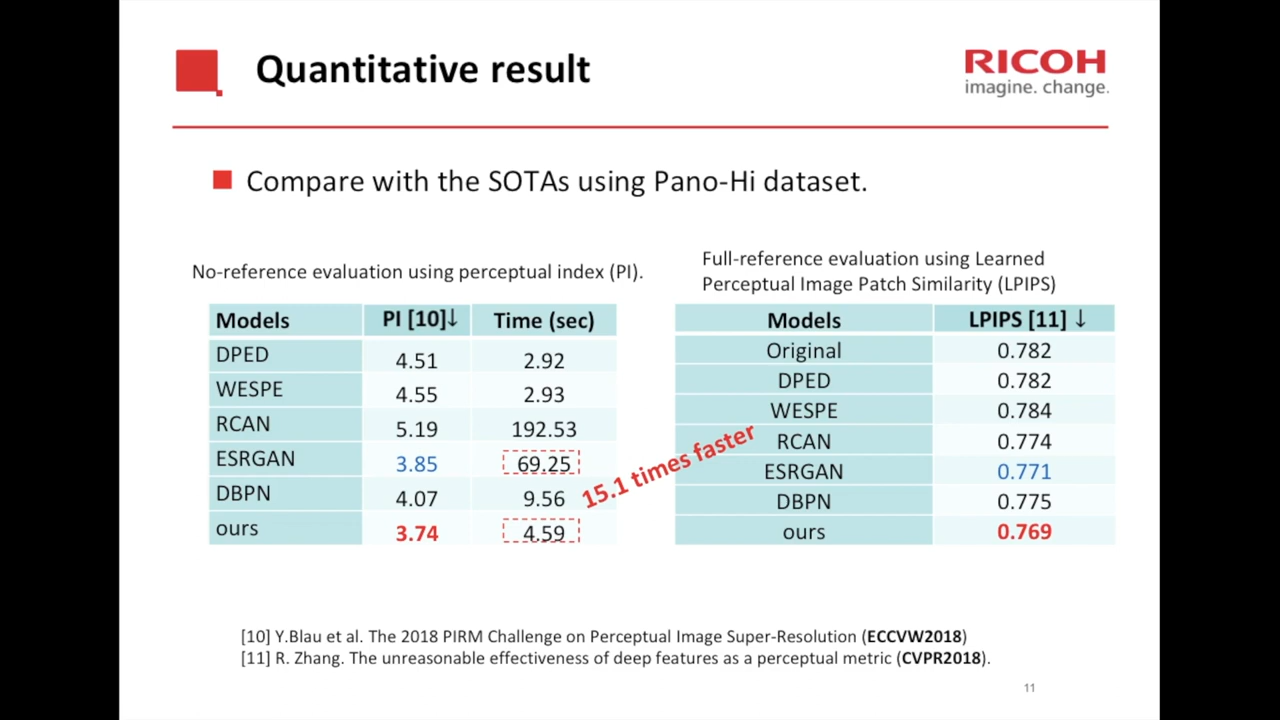 Quantitative result
RICOH
imagine. change.
Compare with the SOTAs using Pano-Hi dataset.
No-reference evaluation using perceptual index (PI).
Models PI [10]↓ Time (sec)
DPED 4.51 2.92
WESPE 4.55 2.93
RCAN 5.19 192.53
ESRGAN 3.85 69.25
DBPN 4.07 9.56
ours 3.74 4.59
15.1 times faster
Full-reference evaluation using Learned
Perceptual Image Patch Similarity (LPIPS)
Models LPIPS [11] ↓
Original 0.782
DPED 0.782
WESPE 0.784
RCAN 0.774
ESRGAN 0.771
DBPN 0.775
ours 0.769
[10] Y.Blau et al. The 2018 PIRM Challenge on Perceptual Image Super-Resolution (ECCVW2018)
[11] R. Zhang. The unreasonable effectiveness of deep features as a perceptual metric (CVPR2018).
11